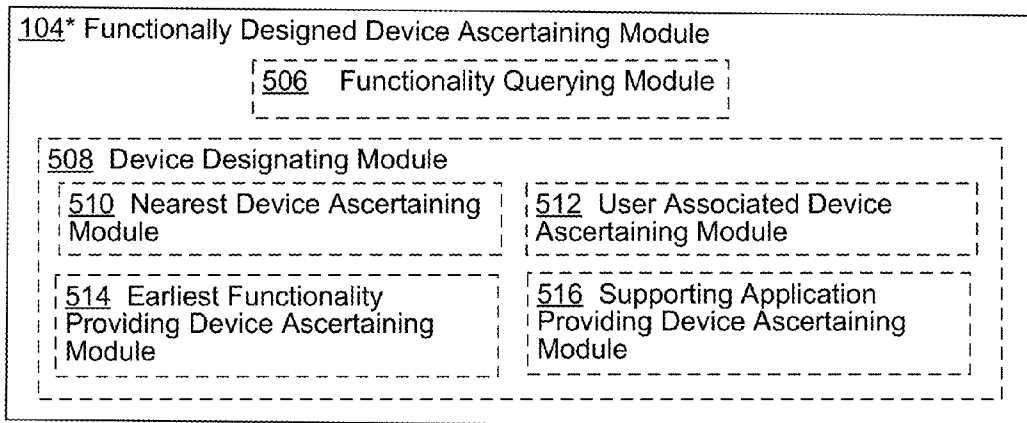 104* Functionally Designed Device Ascertaining Module
506 Functionality Querying Module
508 Device Designating Module
510 Nearest Device Ascertaining
Module
512 User Associated Device
Ascertaining Module
514 Earliest Functionality
Providing Device Ascertaining
Module
516 Supporting Application
Providing Device Ascertaining
Module